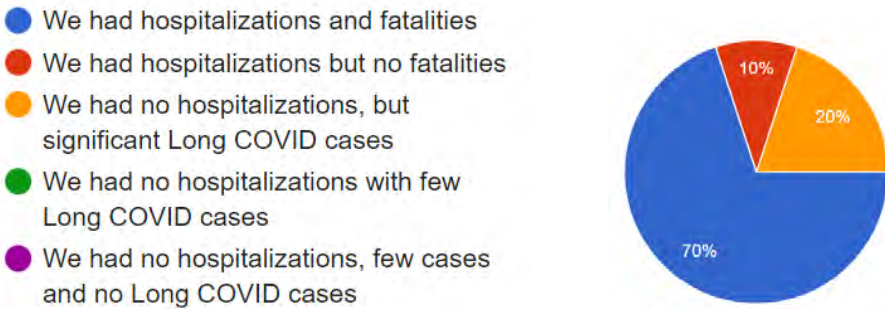 We had hospitalizations and fatalities
We had hospitalizations but no fatalities
We had no hospitalizations, but
significant Long COVID cases
We had no hospitalizations with few
Long COVID cases
We had no hospitalizations, few cases
and no Long COVID cases
10%
20%
70%